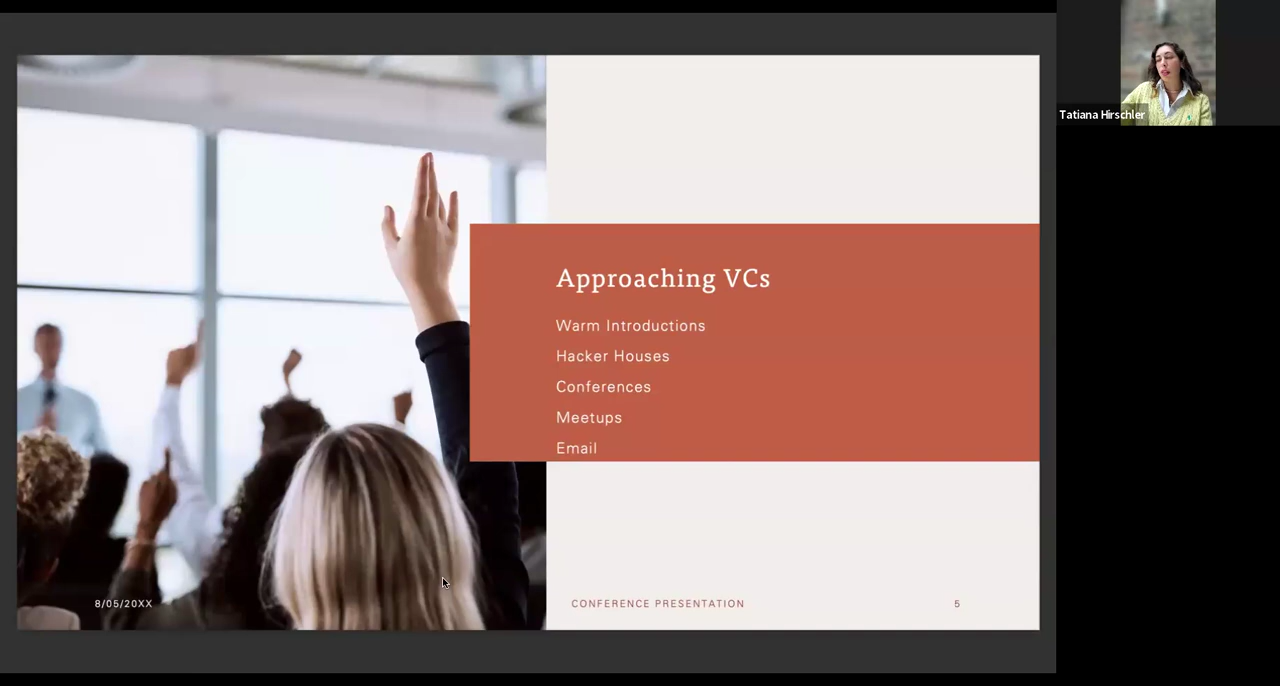 Approaching VCs
Warm Introductions
Hacker Houses
Conferences
Meetups
Email
8/05/20XX
CONFERENCE PRESENTATION
5
Tatiana Hirschler